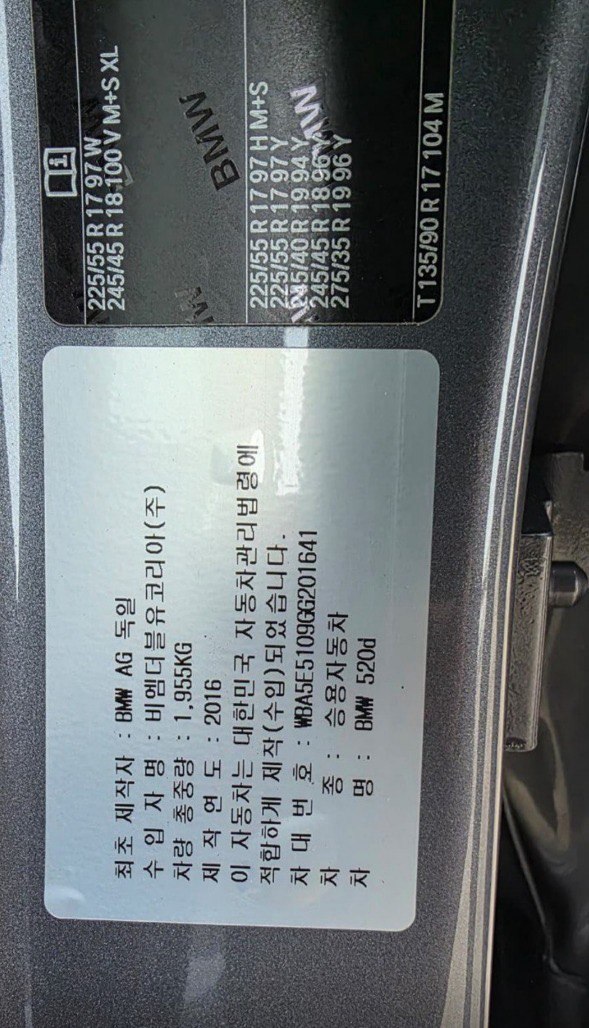 225/55 R 17 97 W
245/45 R 18 100 V M+S XL
BMW
225/55 R 17 97 H M+S
225/55 R 17 97 Y
245/40 R 19 94 Y
245/45 R 18 96 Y
275/35 R 19 96 Y
T 135/90 R 17 104 M
최초 제작자 : BMW AG 독일
수 입 자 명 : 비엠더블유코리아(주)
차량 총중량 : 1,955KG
제 작 연 도 : 2016
이 자동차는 대한민국 자동차관리법령에
적합하게 제작(수입)되었습니다.
차 대 번 호 : WBA5E5109GG201641
차 종 : 승용자동차
차 명 : BMW 520d